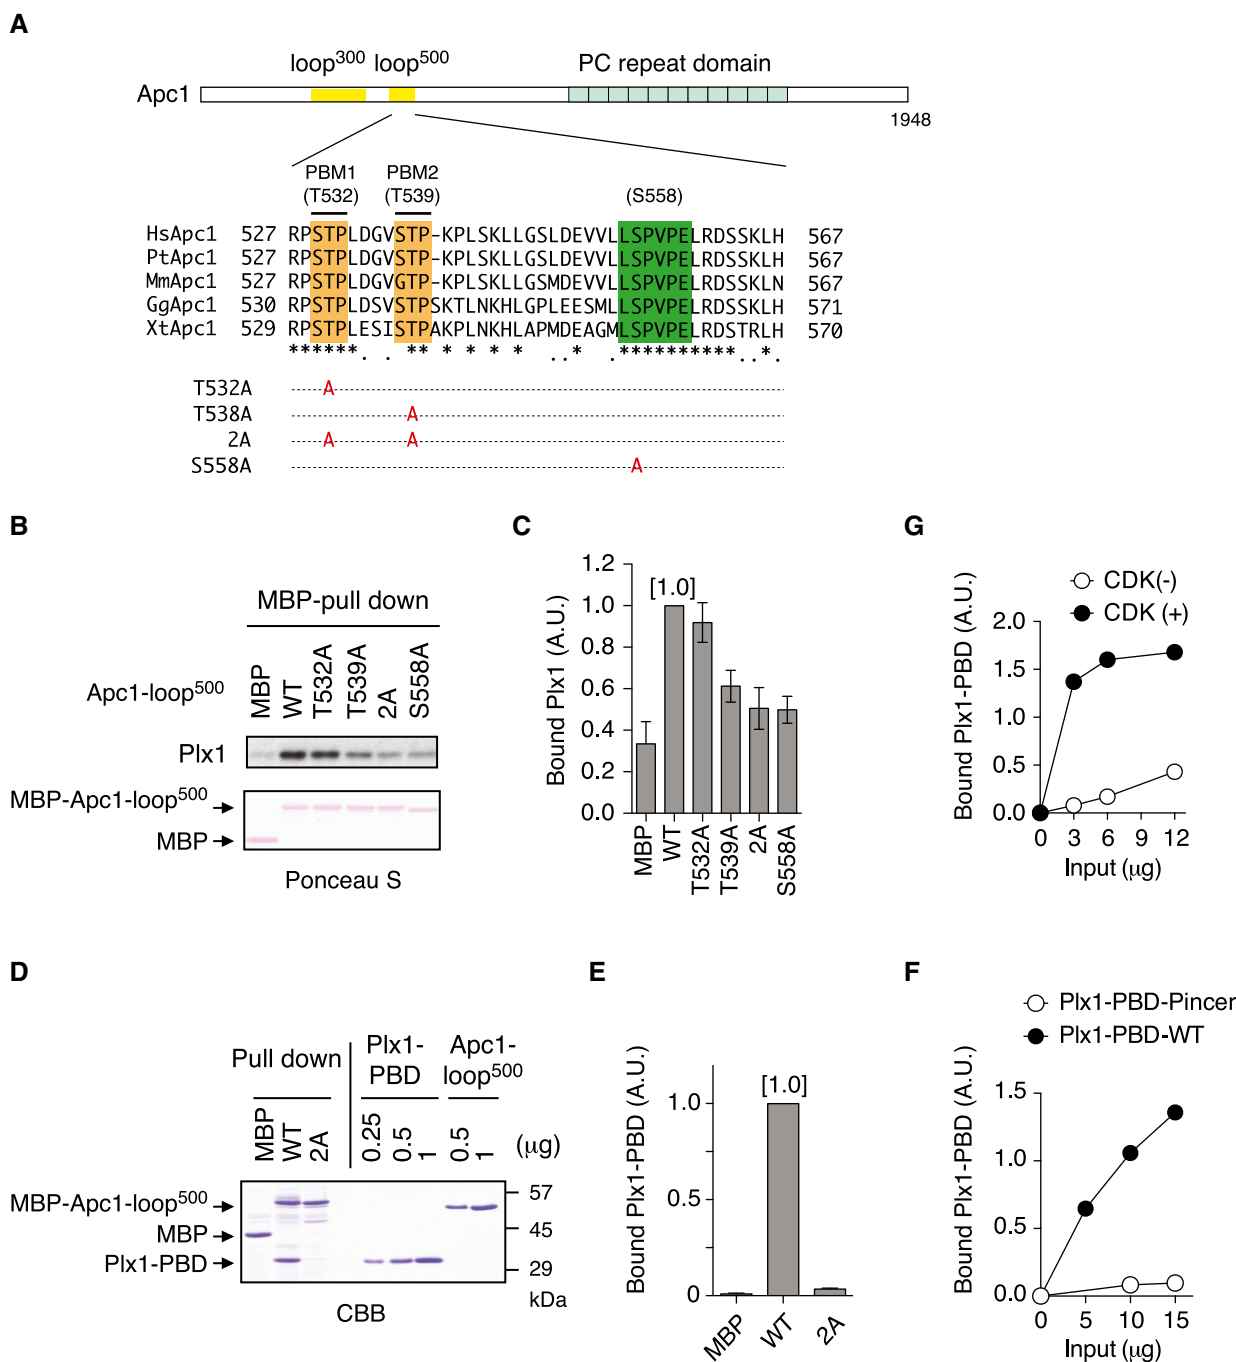 A
loop300 loop500 PC repeat domain
Apc1
1948
PBM1 PBM2
(T532) (T539) (S558)
HsApc1 527 RPSTPLDGVSTP-KPLSKLLGSLDEVVLLSPVPELRDSSKLH 567
PtApc1 527 RPSTPLDGVSTP-KPLSKLLGSLDEVVLLSPVPELRDSSKLH 567
MmApc1 527 RPSTPLDGVGTP-KPLSKLLGSMDEVVLLSPVPELRDSSKLN 567
GgApc1 530 RPSTPLDSVSTPSKTLNKHLGPLEESMLLSPVPELRDSSKLH 571
XtApc1 529 RPSTPLESISTPAKPLNKHLAPMDEAGMLSPVPELRDSTRLH 570
******. . ** * * * * .. * . **********..*.
T532A A
T538A A
2A A A
S558A A
B
MBP-pull down
Apc1-loop500
MBP WT T532A T539A 2A S558A
Plx1
MBP-Apc1-loop500
MBP
Ponceau S
C
Bound Plx1 (A.U.)
1.2
1.0
0.8
0.6
0.4
0.2
0.0
[1.0]
MBP WT T532A T539A 2A S558A
G
CDK(-)
CDK (+)
Bound Plx1-PBD (A.U.)
2.0
1.5
1.0
0.5
0.0
0 3 6 9 12
Input (μg)
D
Pull down Plx1-PBD Apc1-loop500
MBP WT 2A 0.25 0.5 1 0.5 1 (μg)
MBP-Apc1-loop500
MBP
Plx1-PBD
57
45
29
kDa
CBB
E
Bound Plx1-PBD (A.U.)
1.0
0.5
0
[1.0]
MBP WT 2A
F
Plx1-PBD-Pincer
Plx1-PBD-WT
Bound Plx1-PBD (A.U.)
1.5
1.0
0.5
0.0
0 5 10 15
Input (μg)